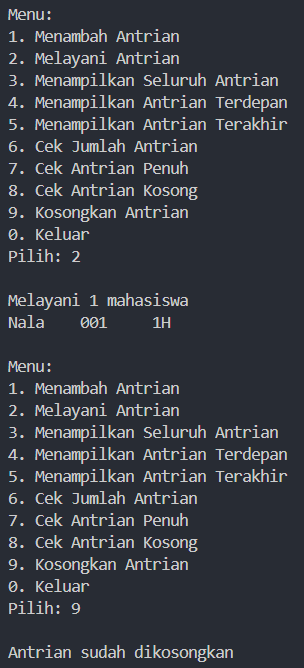 Menu:
1. Menambah Antrian
2. Melayani Antrian
3. Menampilkan Seluruh Antrian
4. Menampilkan Antrian Terdepan
5. Menampilkan Antrian Terakhir
6. Cek Jumlah Antrian
7. Cek Antrian Penuh
8. Cek Antrian Kosong
9. Kosongkan Antrian
0. Keluar
Pilih: 2
Melayani 1 mahasiswa
Nala    001     1H
Menu:
1. Menambah Antrian
2. Melayani Antrian
3. Menampilkan Seluruh Antrian
4. Menampilkan Antrian Terdepan
5. Menampilkan Antrian Terakhir
6. Cek Jumlah Antrian
7. Cek Antrian Penuh
8. Cek Antrian Kosong
9. Kosongkan Antrian
0. Keluar
Pilih: 9
Antrian sudah dikosongkan